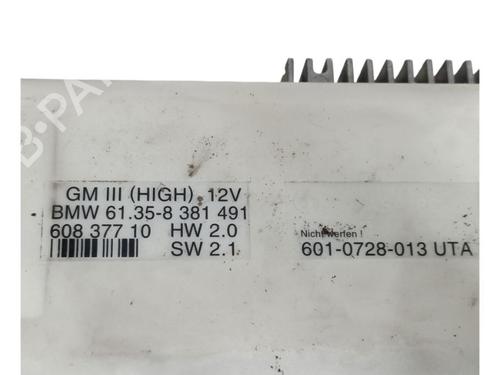 GM III (HIGH) 12V
BMW 61.35-8 381 491
608 377 10 HW 2.0
SW 2.1
Nicht werfen !
601-0728-013 UTA
B-PARTS